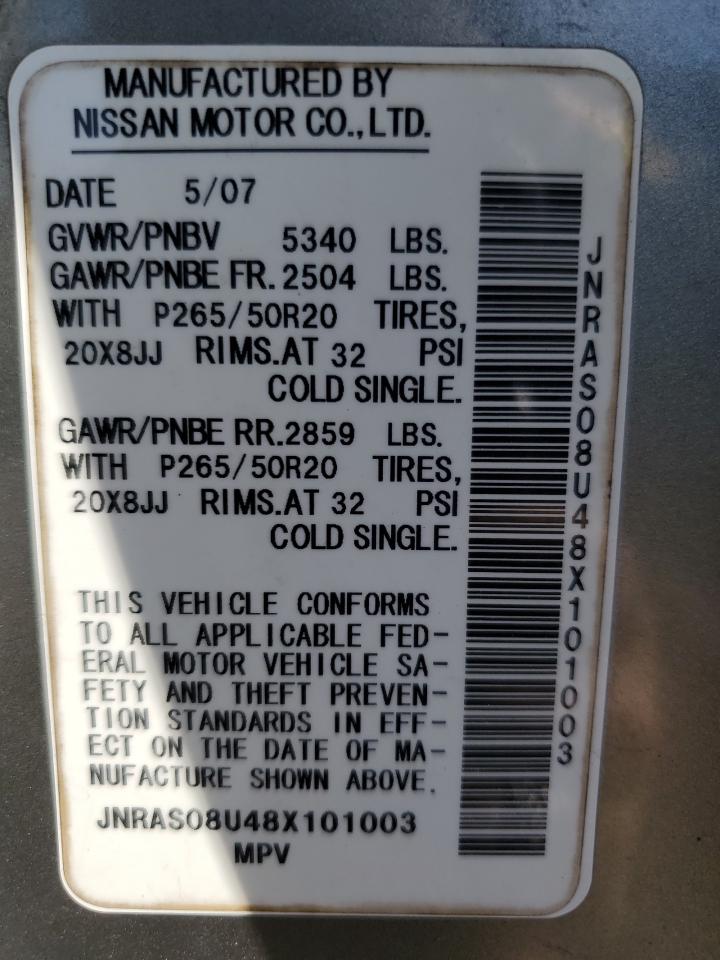 MANUFACTURED BY
NISSAN MOTOR CO.,LTD.
DATE 5/07
GVWR/PNBV 5340 LBS.
GAWR/PNBE FR.2504 LBS.
WITH P265/50R20 TIRES,
20X8JJ RIMS.AT 32 PSI
COLD SINGLE.
GAWR/PNBE RR.2859 LBS.
WITH P265/50R20 TIRES,
20X8JJ RIMS.AT 32 PSI
COLD SINGLE.
THIS VEHICLE CONFORMS
TO ALL APPLICABLE FED-
ERAL MOTOR VEHICLE SA-
FETY AND THEFT PREVEN-
TION STANDARDS IN EFF-
ECT ON THE DATE OF MA-
NUFACTURE SHOWN ABOVE.
JNRAS08U48X101003
MPV
JNRAS08U48X101003